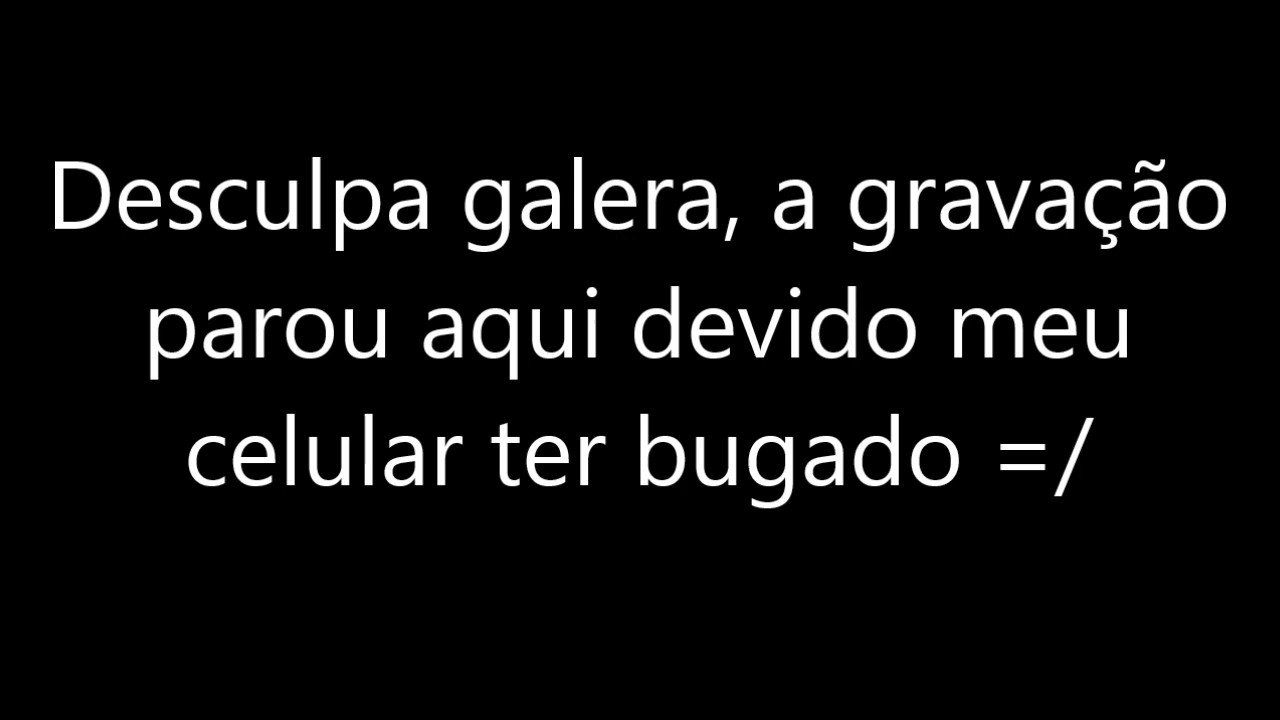 Desculpa galera, a gravação
parou aqui devido meu
celular ter bugado =/